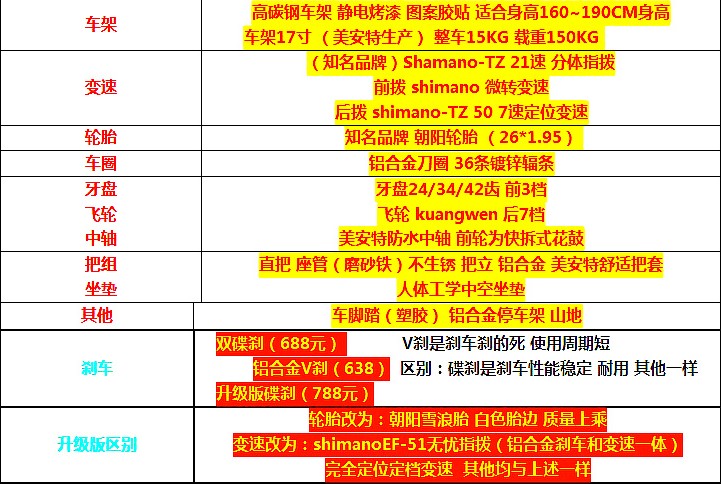 车架
高碳钢车架 静电烤漆 图案胶贴 适合身高160~190CM身高
车架17寸 （美安特生产） 整车15KG 载重150KG
变速
（知名品牌）Shamano-TZ 21速 分体指拨
前拨 shimano 微转变速
后拨 shimano-TZ 50 7速定位变速
轮胎
知名品牌 朝阳轮胎 （26*1.95）
车圈
铝合金刀圈 36条镀锌辐条
牙盘
牙盘24/34/42齿 前3档
飞轮
飞轮 kuangwen 后7档
中轴
美安特防水中轴 前轮为快拆式花鼓
把组
直把 座管（磨砂铁）不生锈 把立 铝合金 美安特舒适把套
坐垫
人体工学中空坐垫
其他
车脚踏（塑胶） 铝合金停车架 山地
刹车
双碟刹（688元） V刹是刹车刹的死 使用周期短
铝合金V刹（638） 区别：碟刹是刹车性能稳定 耐用 其他一样
升级版碟刹（788元）
升级版区别
轮胎改为：朝阳雪浪胎 白色胎边 质量上乘
变速改为：shimanoEF-51无忧指拨（铝合金刹车和变速一体）
完全定位定档变速 其他均与上述一样